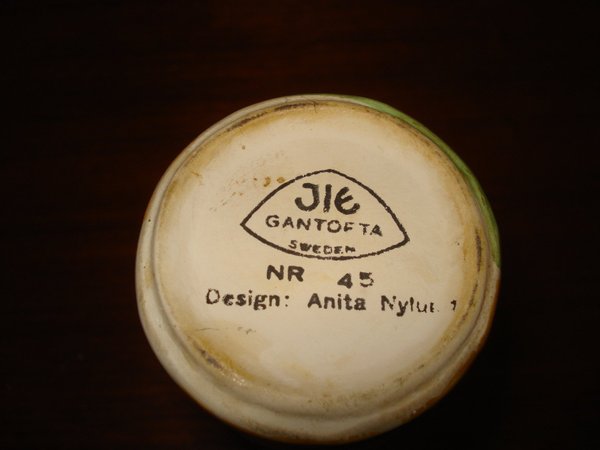 JIE
GANTOFTA
SWEDEN
NR 45
Design: Anita